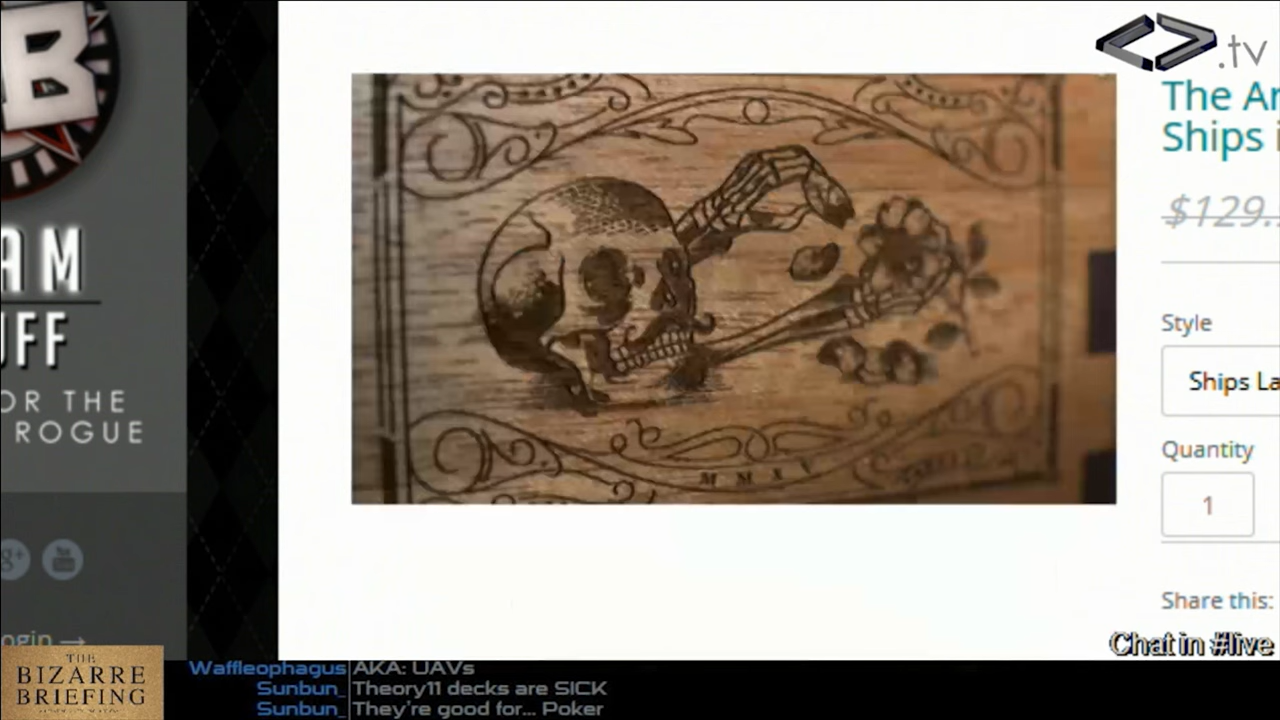 .tv
The Ar
Ships i
$129.
Style
Ships La
Quantity
1
Share this:
B
AM
UFF
OR THE
ROGUE
g+
You
Tube
ogin →
M M X V
Chat in #live
THE
BIZARRE
BRIEFING
Waffleophagus AKA: UAVs
Sunbun_ Theory11 decks are SICK
Sunbun_ They're good for... Poker